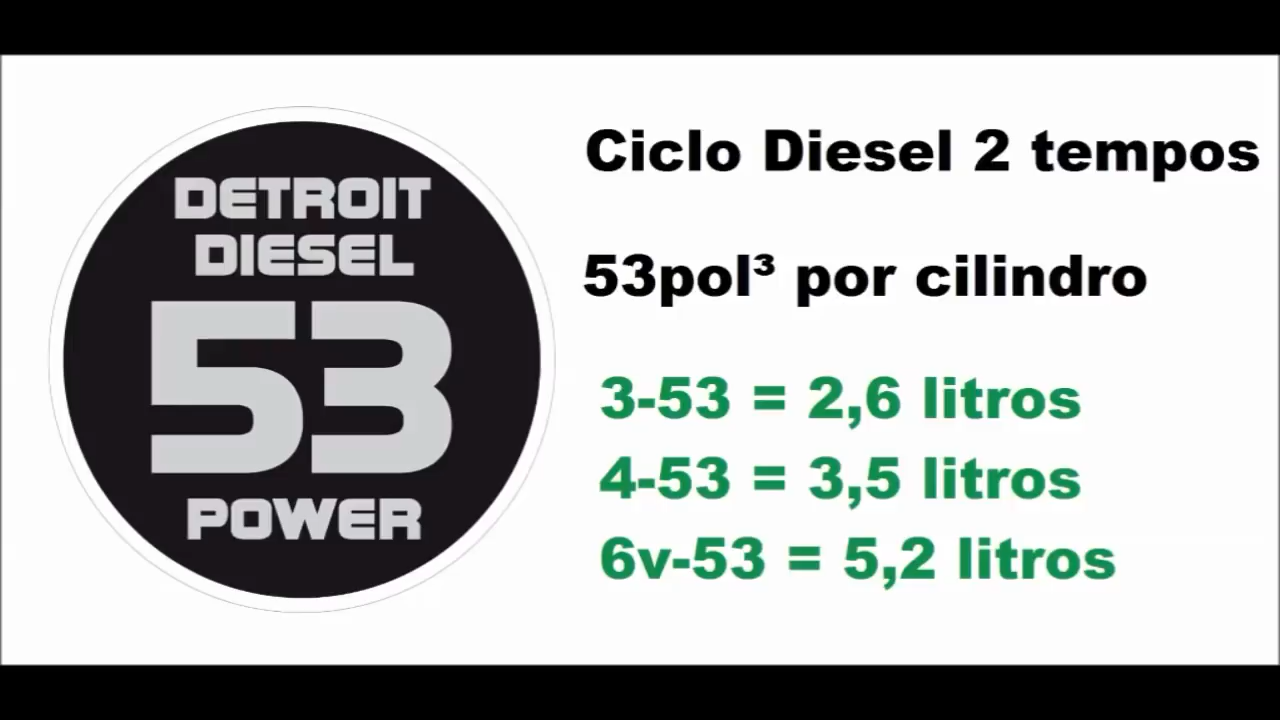 DETROIT
DIESEL
53
POWER
Ciclo Diesel 2 tempos
53pol³ por cilindro
3-53 = 2,6 litros
4-53 = 3,5 litros
6v-53 = 5,2 litros